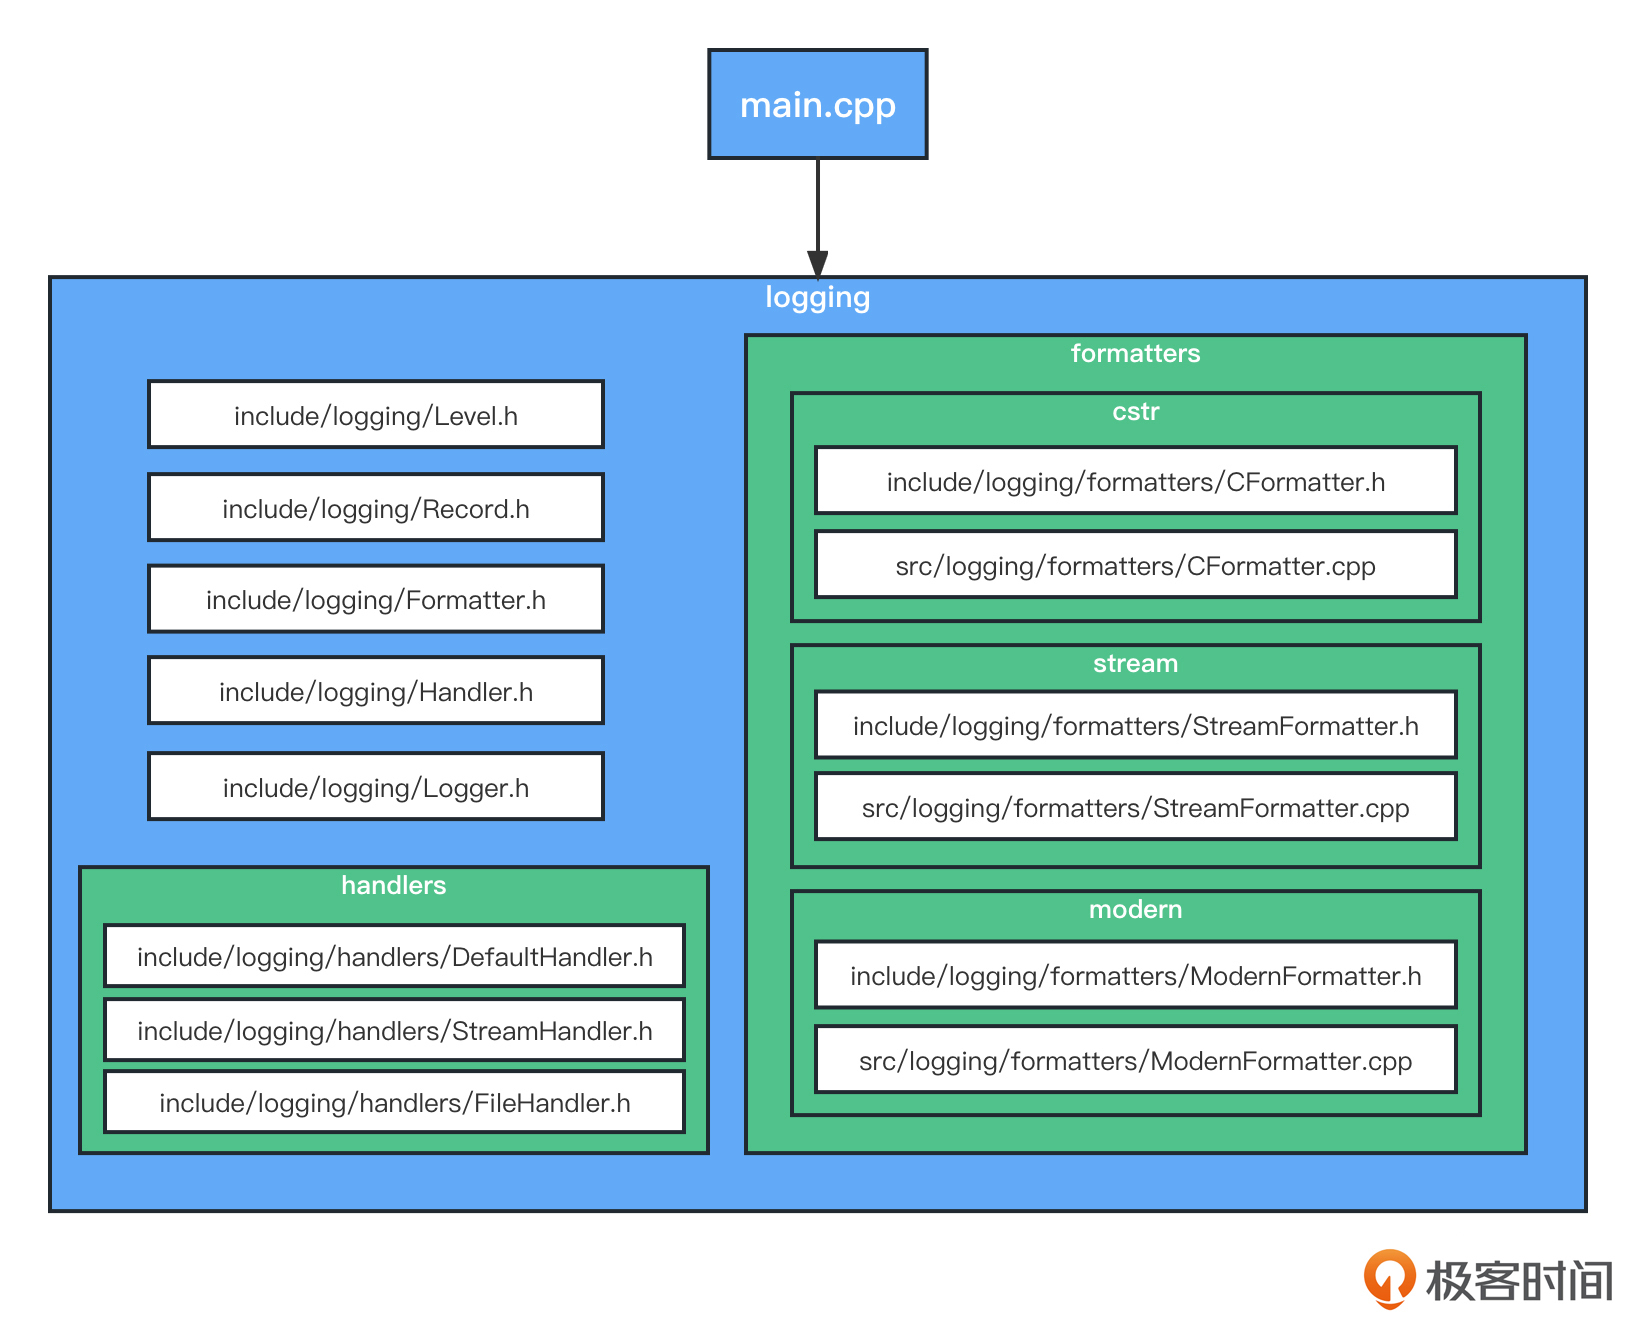 main.cpp
logging
include/logging/Level.h
include/logging/Record.h
include/logging/Formatter.h
include/logging/Handler.h
include/logging/Logger.h
handlers
include/logging/handlers/DefaultHandler.h
include/logging/handlers/StreamHandler.h
include/logging/handlers/FileHandler.h
formatters
cstr
include/logging/formatters/CFormatter.h
src/logging/formatters/CFormatter.cpp
stream
include/logging/formatters/StreamFormatter.h
src/logging/formatters/StreamFormatter.cpp
modern
include/logging/formatters/ModernFormatter.h
src/logging/formatters/ModernFormatter.cpp
极客时间